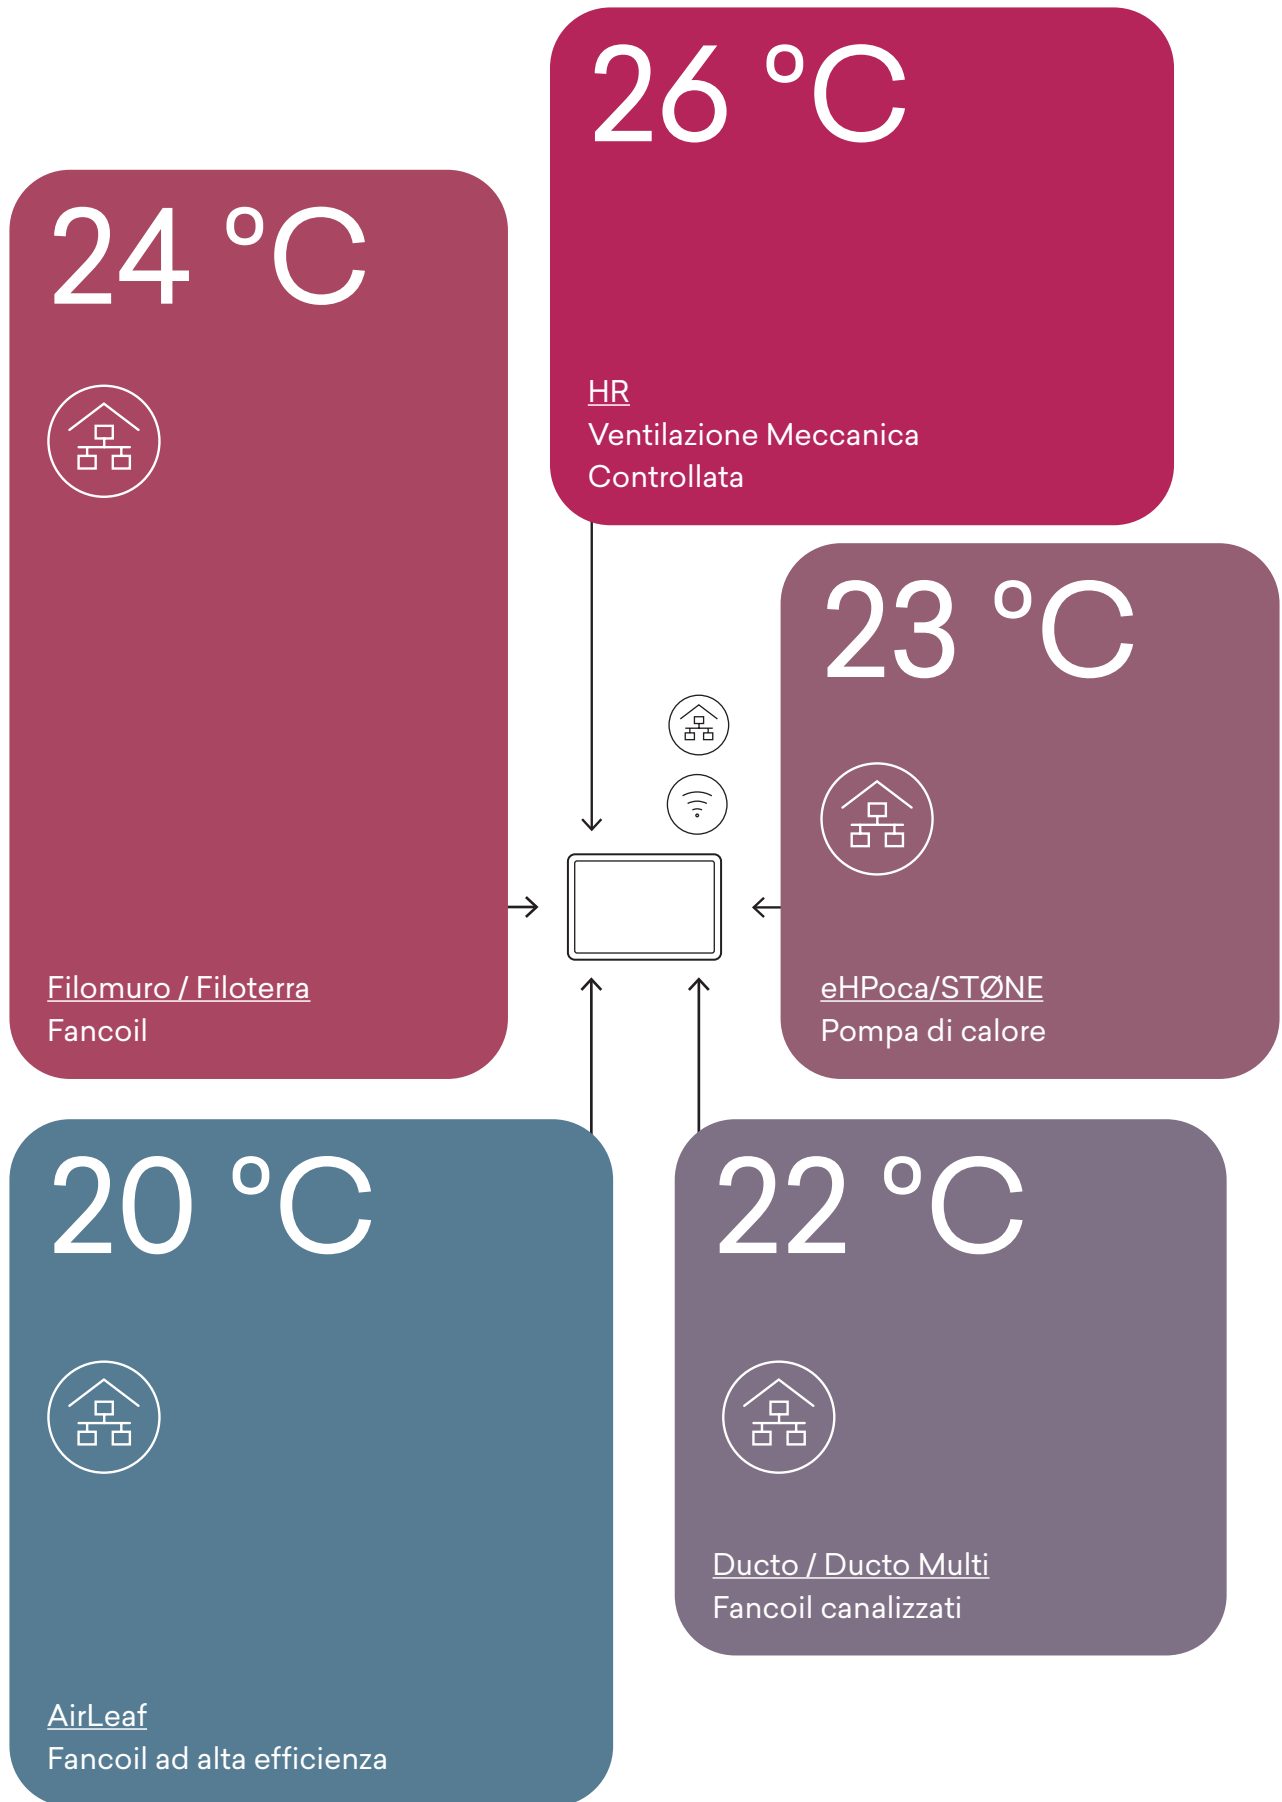 26 °C
HR
Ventilazione Meccanica
Controllata
24 °C
Filomuro / Filoterra
Fancoil
23 °C
eHPoca/STØNE
Pompa di calore
20 °C
AirLeaf
Fancoil ad alta efficienza
22 °C
Ducto / Ducto Multi
Fancoil canalizzati